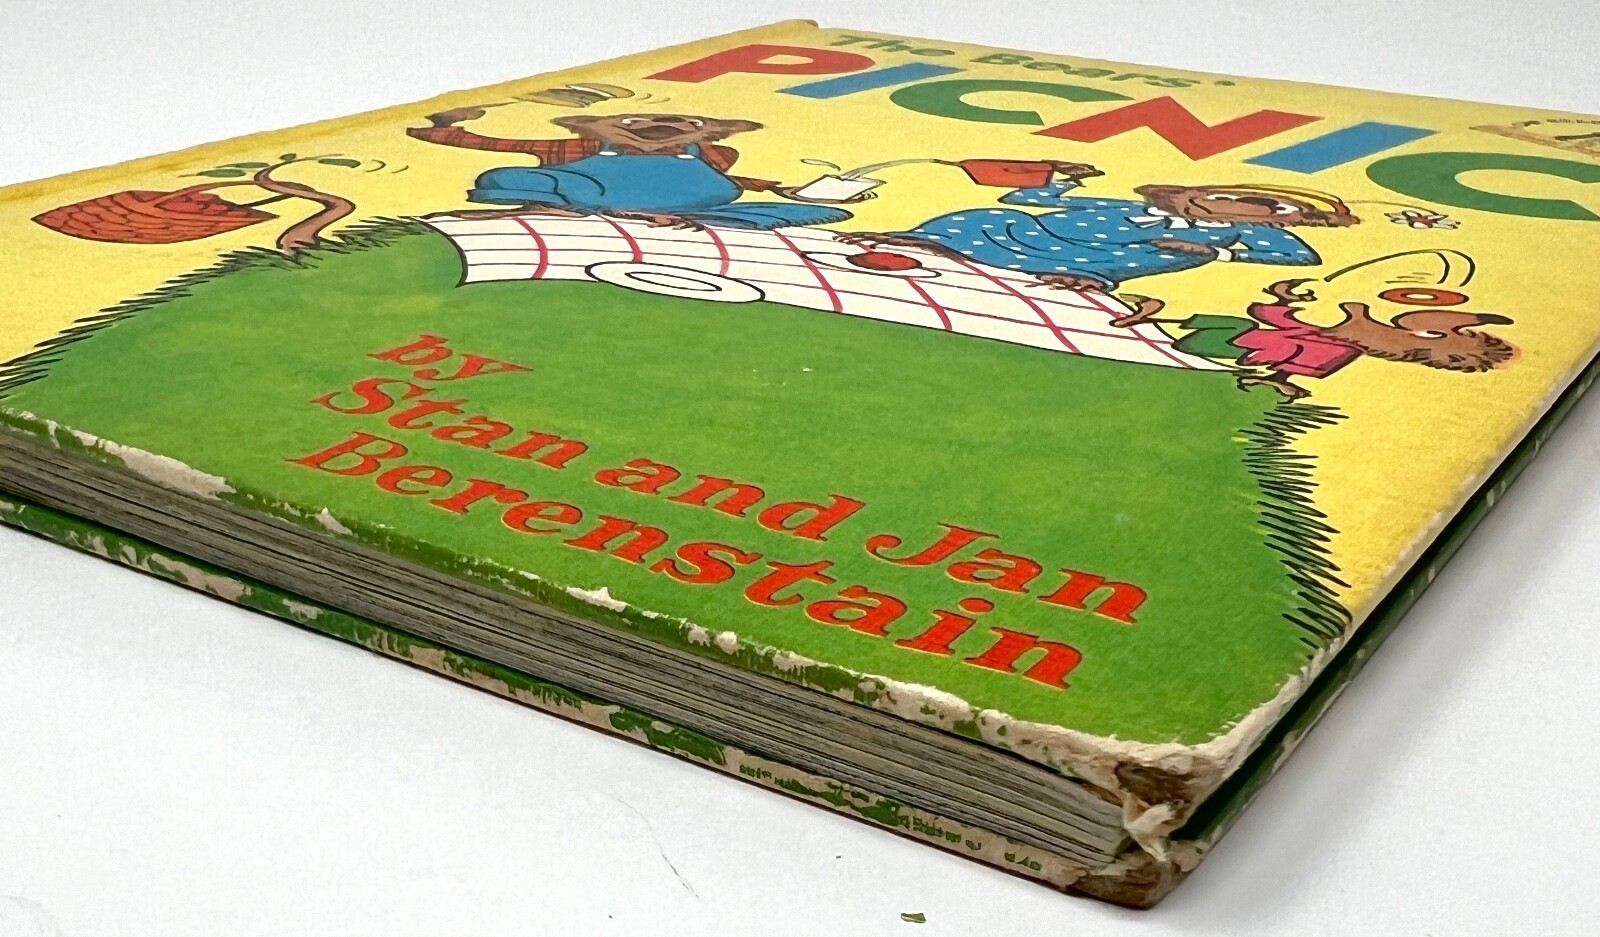 The Bears'
PICNIC
by
Stan and Jan
Berenstain